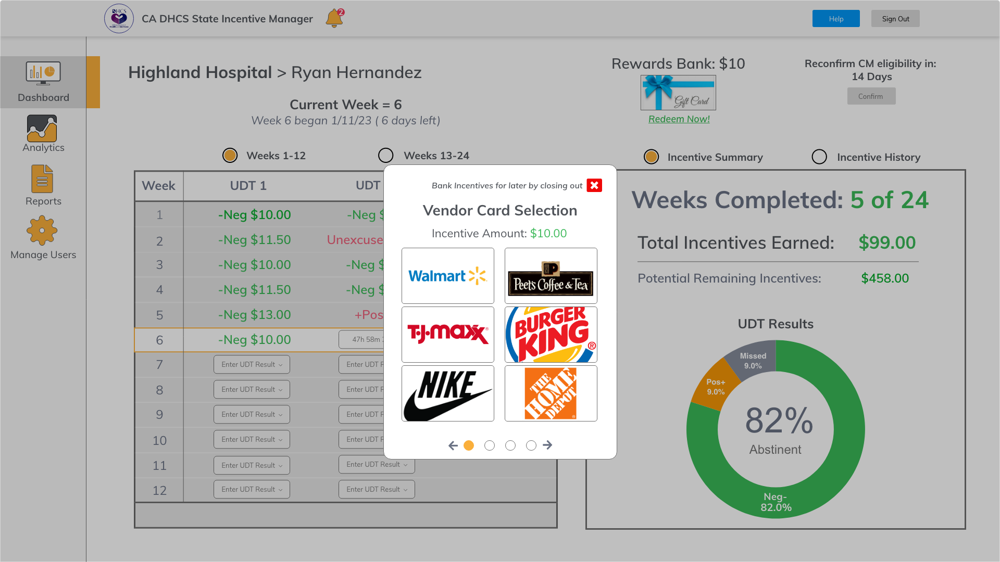 DHCS
CA DHCS State Incentive Manager
2
Help
Sign Out
Dashboard
Analytics
Reports
Manage Users
Highland Hospital > Ryan Hernandez
Current Week = 6
Week 6 began 1/11/23 ( 6 days left)
Rewards Bank: $10
Gift Card
Redeem Now!
Reconfirm CM eligibility in:
14 Days
Confirm
Weeks 1-12
Weeks 13-24
Incentive Summary
Incentive History
Week UDT 1 UDT
1 -Neg $10.00 -Neg $
2 -Neg $11.50 Unexcuse
3 -Neg $10.00 -Neg $
4 -Neg $11.50 -Neg $
5 -Neg $13.00 +Pos
6 -Neg $10.00 47h 58m
7 Enter UDT Result Enter UDT
8 Enter UDT Result Enter UDT
9 Enter UDT Result Enter UDT
10 Enter UDT Result Enter UDT
11 Enter UDT Result Enter UDT Result
12 Enter UDT Result Enter UDT Result
Bank Incentives for later by closing out
Vendor Card Selection
Incentive Amount: $10.00
Walmart
Peet's Coffee & Tea
T•J•maxx®
BURGER
KING®
NIKE
THE
HOME
DEPOT
Weeks Completed: 5 of 24
Total Incentives Earned: $99.00
Potential Remaining Incentives: $458.00
UDT Results
Missed
9.0%
Pos+
9.0%
82%
Abstinent
Neg-
82.0%